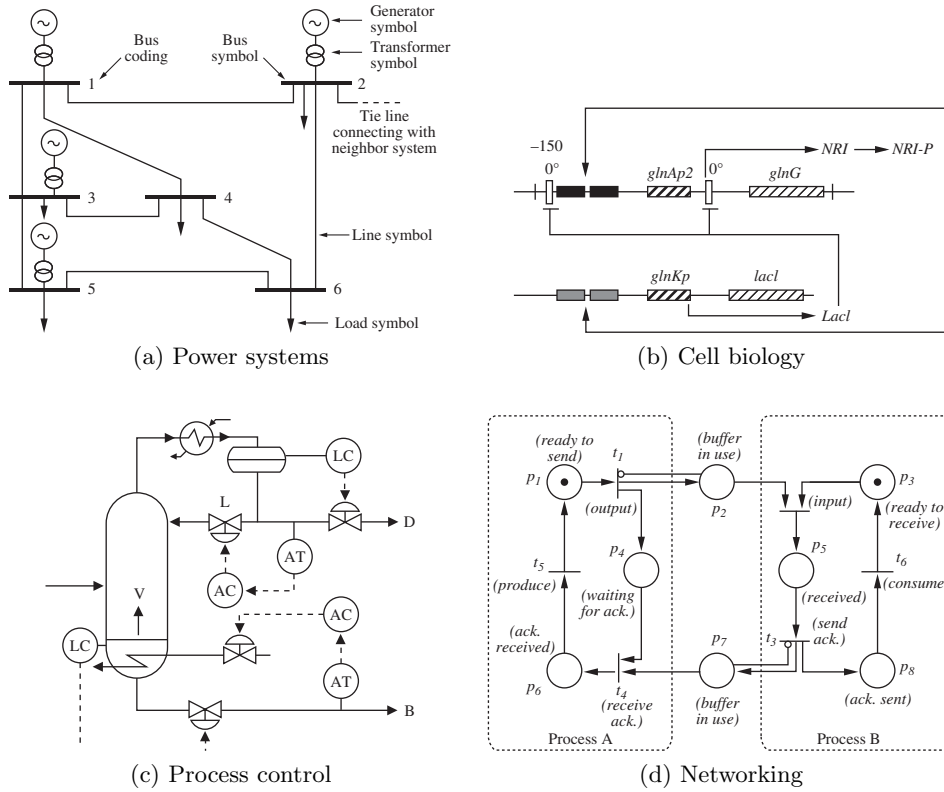 Generator
symbol
Transformer
symbol
Bus
coding
Bus
symbol
1
2
Tie line
connecting with
neighbor system
3
4
Line symbol
5
6
Load symbol
(a) Power systems
–150
0°
glnAp2
0°
glnG
NRI
NRI-P
glnKp
lacl
Lacl
(b) Cell biology
LC
L
D
AT
AC
V
AC
LC
AT
B
(c) Process control
(ready to
send)
t1
(buffer
in use)
p1
(output)
p2
(input)
p3
(ready to
receive)
p4
p5
t5
(produce)
(waiting
for ack.)
(received)
t6
(consume)
(ack.
received)
p7
t3
(send
ack.)
p6
t4
(receive
ack.)
(buffer
in use)
p8
(ack. sent)
Process A
Process B
(d) Networking